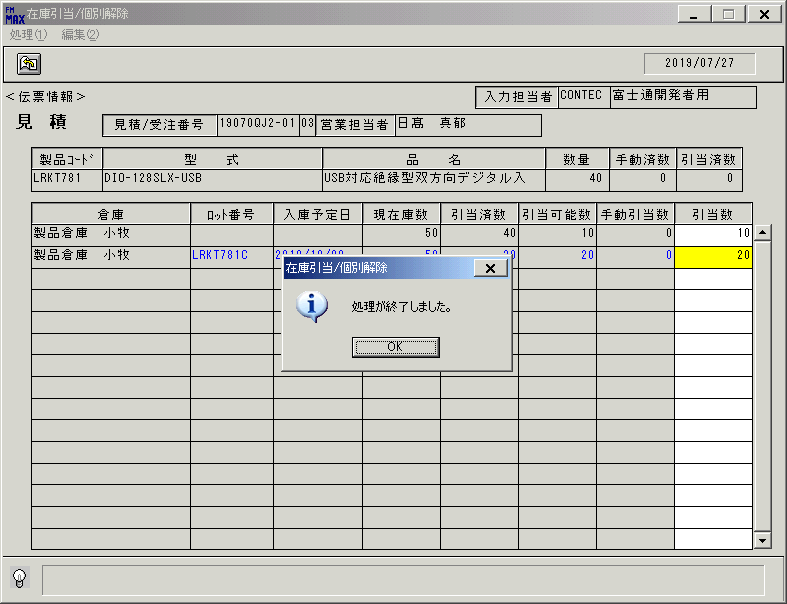 FM MAX 在庫引当/個別解除
処理(1) 編集(2)
2019/07/27
<伝票情報> 入力担当者 CONTEC 富士通開発者用
見 積 見積/受注番号 19070QJ2-01 03 営業担当者 日髙 真郁
製品コード 型 式 品 名 数量 手動済数 引当済数
LRKT781 DIO-128SLX-USB USB対応絶縁型双方向デジタル入 40 0 0
倉庫 ロット番号 入庫予定日 現在庫数 引当済数 引当可能数 手動引当数 引当数
製品倉庫 小牧 50 40 10 0 10
製品倉庫 小牧 LRKT781C 20 0 20
在庫引当/個別解除
処理が終了しました。
OK